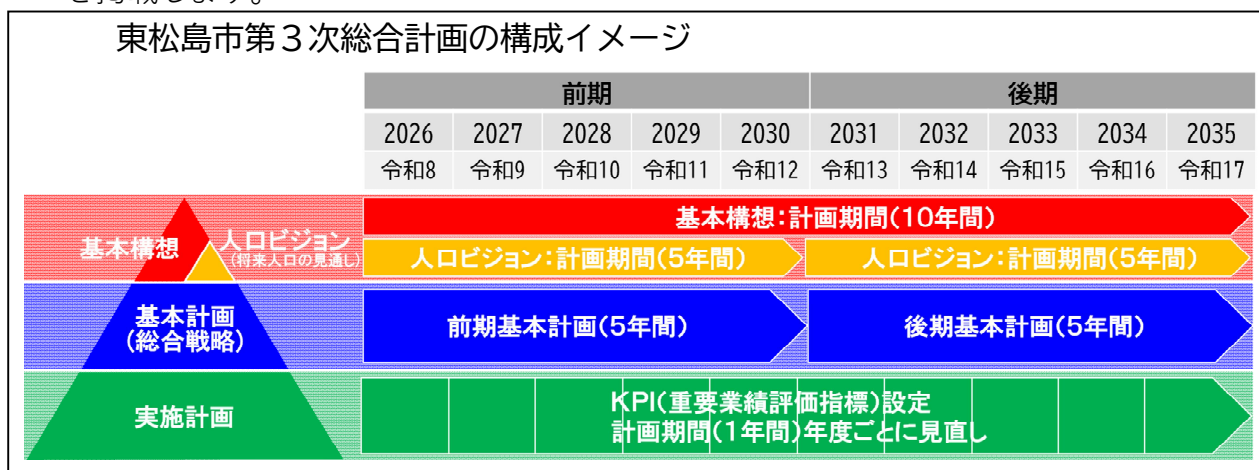 を掲載します。
東松島市第３次総合計画の構成イメージ
前期 後期
2026 2027 2028 2029 2030 2031 2032 2033 2034 2035
令和8 令和9 令和10 令和11 令和12 令和13 令和14 令和15 令和16 令和17
基本構想
人口ビジョン
(将来人口の見通し)
基本構想:計画期間(10年間)
人口ビジョン:計画期間(5年間) 人口ビジョン:計画期間(5年間)
基本計画
(総合戦略)
前期基本計画(5年間) 後期基本計画(5年間)
実施計画
KPI(重要業績評価指標)設定
計画期間(1年間)年度ごとに見直し